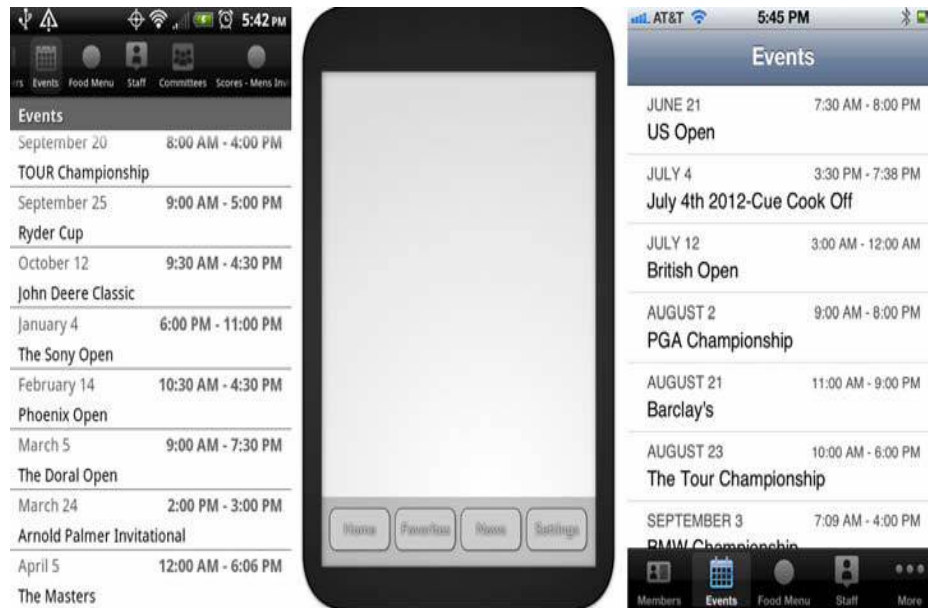 5:42 PM
rs Events Food Menu Staff Committees Scores - Mens Invi
Events
September 20 8:00 AM - 4:00 PM
TOUR Championship
September 25 9:00 AM - 5:00 PM
Ryder Cup
October 12 9:30 AM - 4:30 PM
John Deere Classic
January 4 6:00 PM - 11:00 PM
The Sony Open
February 14 10:30 AM - 4:30 PM
Phoenix Open
March 5 9:00 AM - 7:30 PM
The Doral Open
March 24 2:00 PM - 3:00 PM
Arnold Palmer Invitational
April 5 12:00 AM - 6:06 PM
The Masters
Home Favorites News Settings
AT&T 5:45 PM
Events
JUNE 21 7:30 AM - 8:00 PM
US Open
JULY 4 3:30 PM - 7:38 PM
July 4th 2012-Cue Cook Off
JULY 12 3:00 AM - 12:00 AM
British Open
AUGUST 2 9:00 AM - 8:00 PM
PGA Championship
AUGUST 21 11:00 AM - 9:00 PM
Barclay's
AUGUST 23 10:00 AM - 6:00 PM
The Tour Championship
SEPTEMBER 3 7:09 AM - 4:00 PM
BMW Championship
Members Events Food Menu Staff More